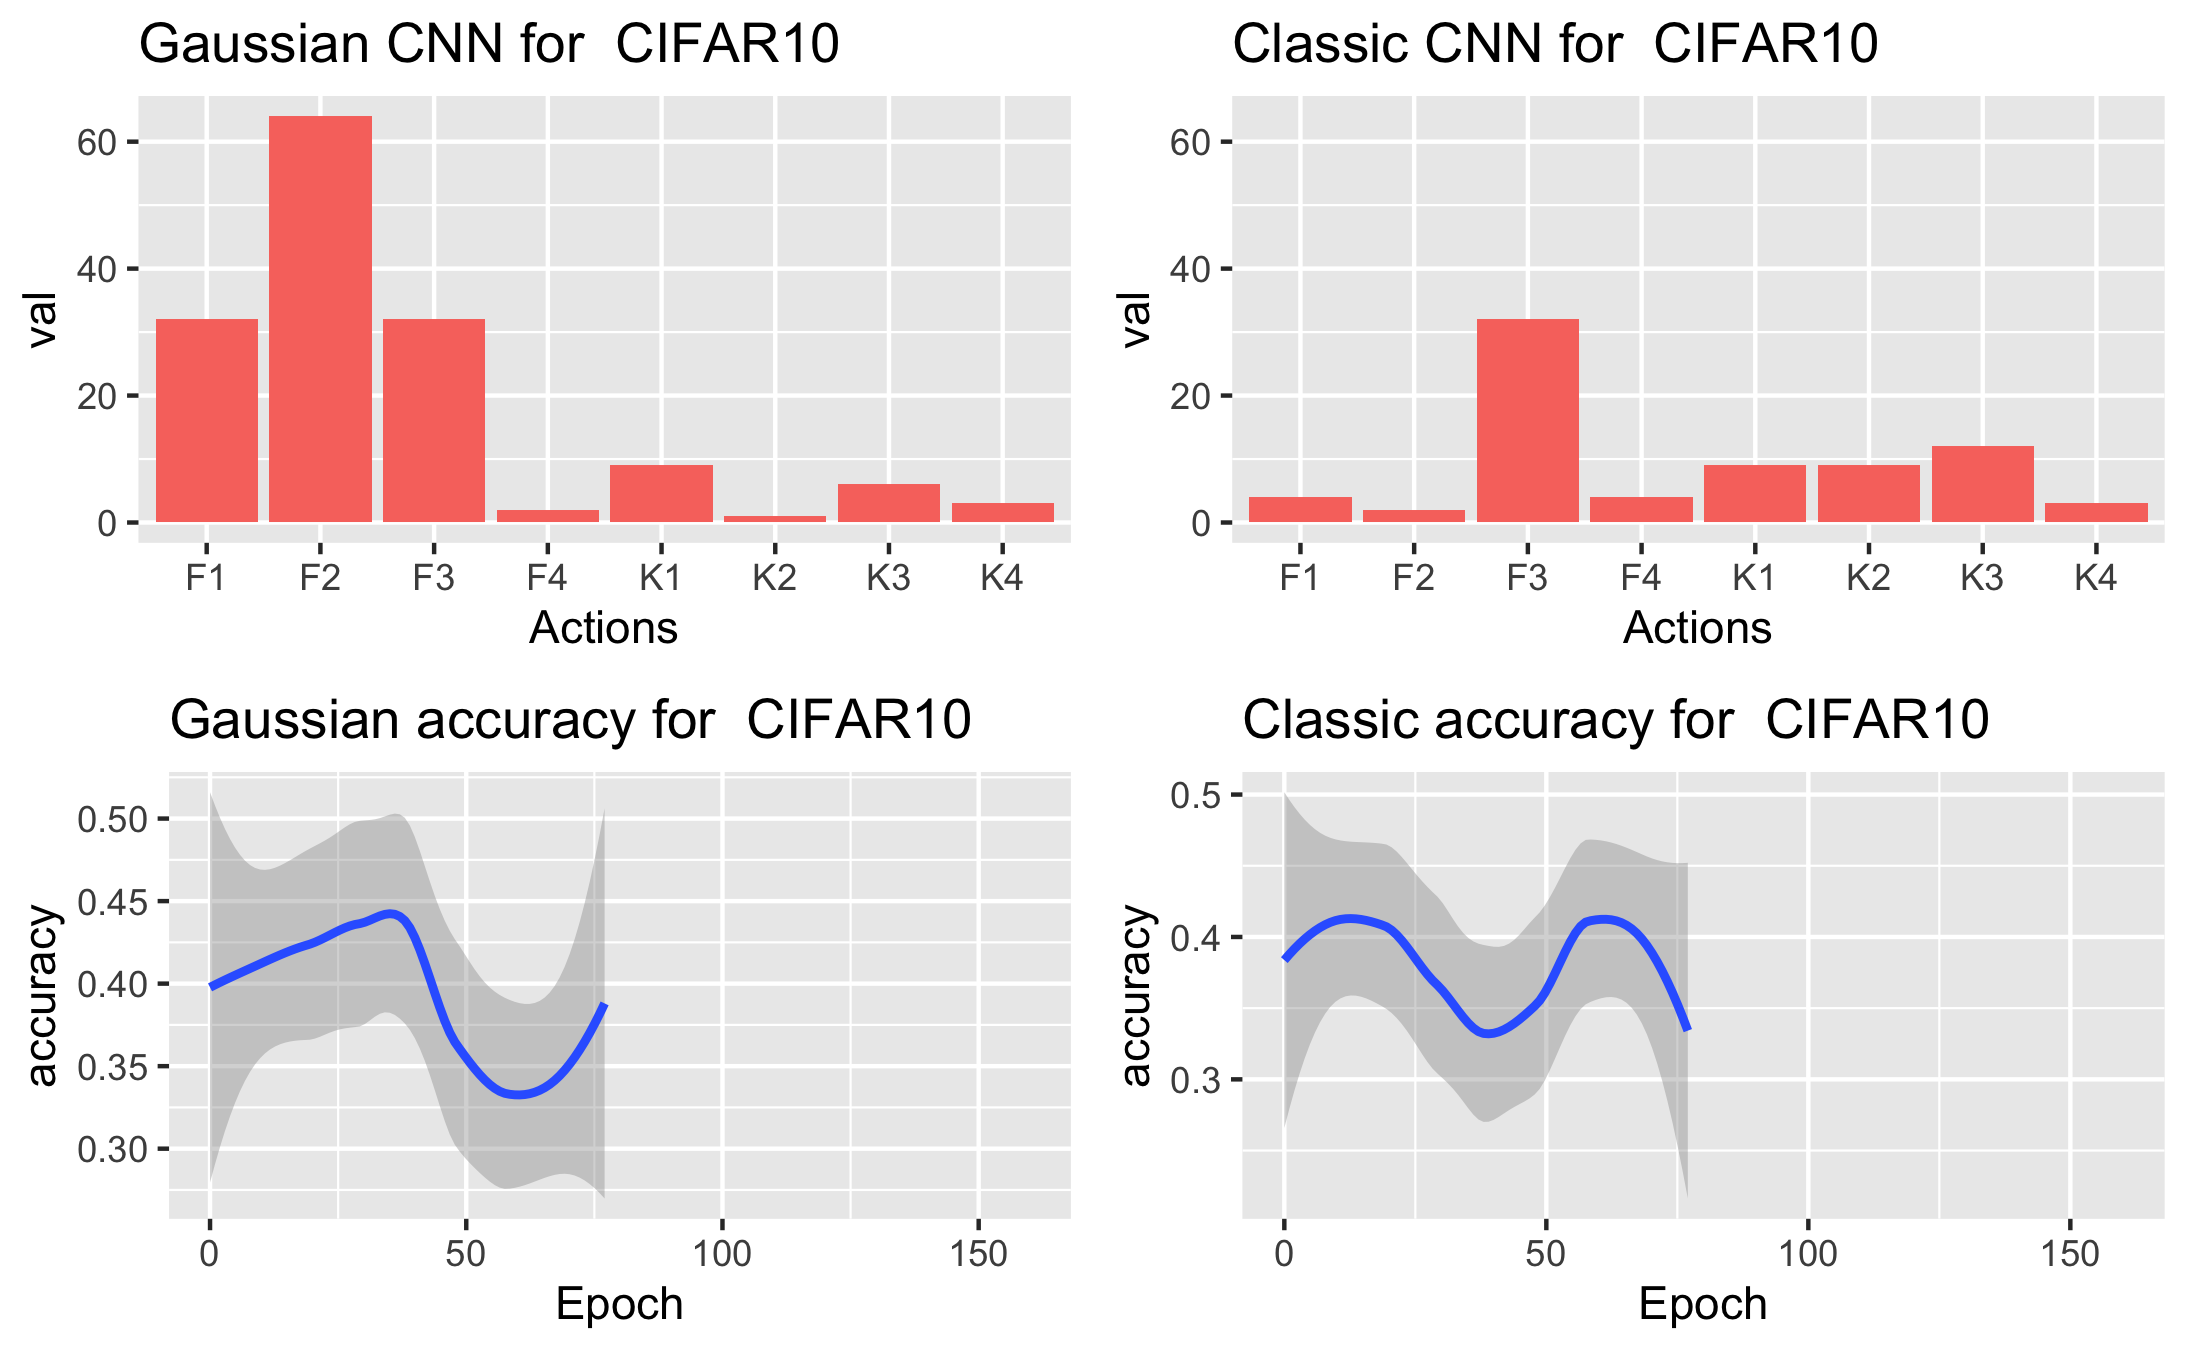 Gaussian CNN for  CIFAR10
60
40
20
0
val
F1 F2 F3 F4 K1 K2 K3 K4
Actions
Classic CNN for  CIFAR10
60
40
20
0
val
F1 F2 F3 F4 K1 K2 K3 K4
Actions
Gaussian accuracy for  CIFAR10
0.50
0.45
0.40
0.35
0.30
accuracy
0 50 100 150
Epoch
Classic accuracy for  CIFAR10
0.5
0.4
0.3
accuracy
0 50 100 150
Epoch